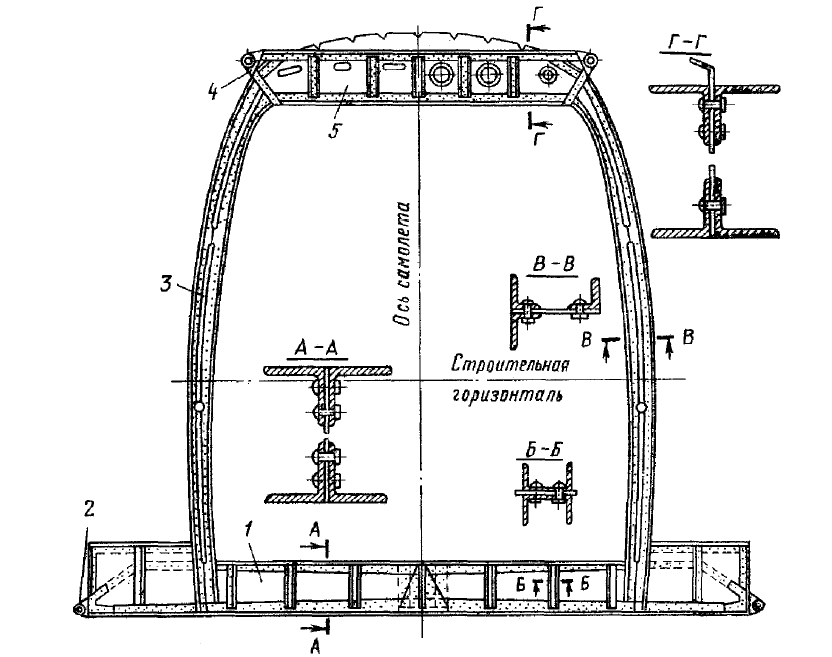 Г
Г-Г
4
5
Г
Ось самолета
3
В-В
В
В
А-А
Строительная
горизонталь
Б-Б
2
1
А
Б
Б
А